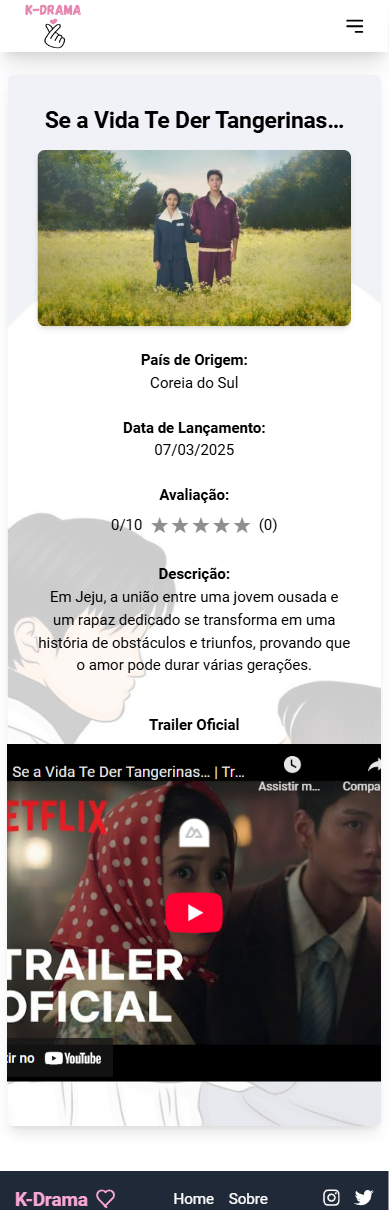 K-DRAMA
Se a Vida Te Der Tangerinas...
País de Origem:
Coreia do Sul
Data de Lançamento:
07/03/2025
Avaliação:
0/10 ★★★★★ (0)
Descrição:
Em Jeju, a união entre uma jovem ousada e
um rapaz dedicado se transforma em uma
história de obstáculos e triunfos, provando que
o amor pode durar várias gerações.
Trailer Oficial
Se a Vida Te Der Tangerinas... | Tr...
Assistir m...
Compa
ETFLIX
TRAILER
OFICIAL
tir no YouTube
K-Drama
Home Sobre